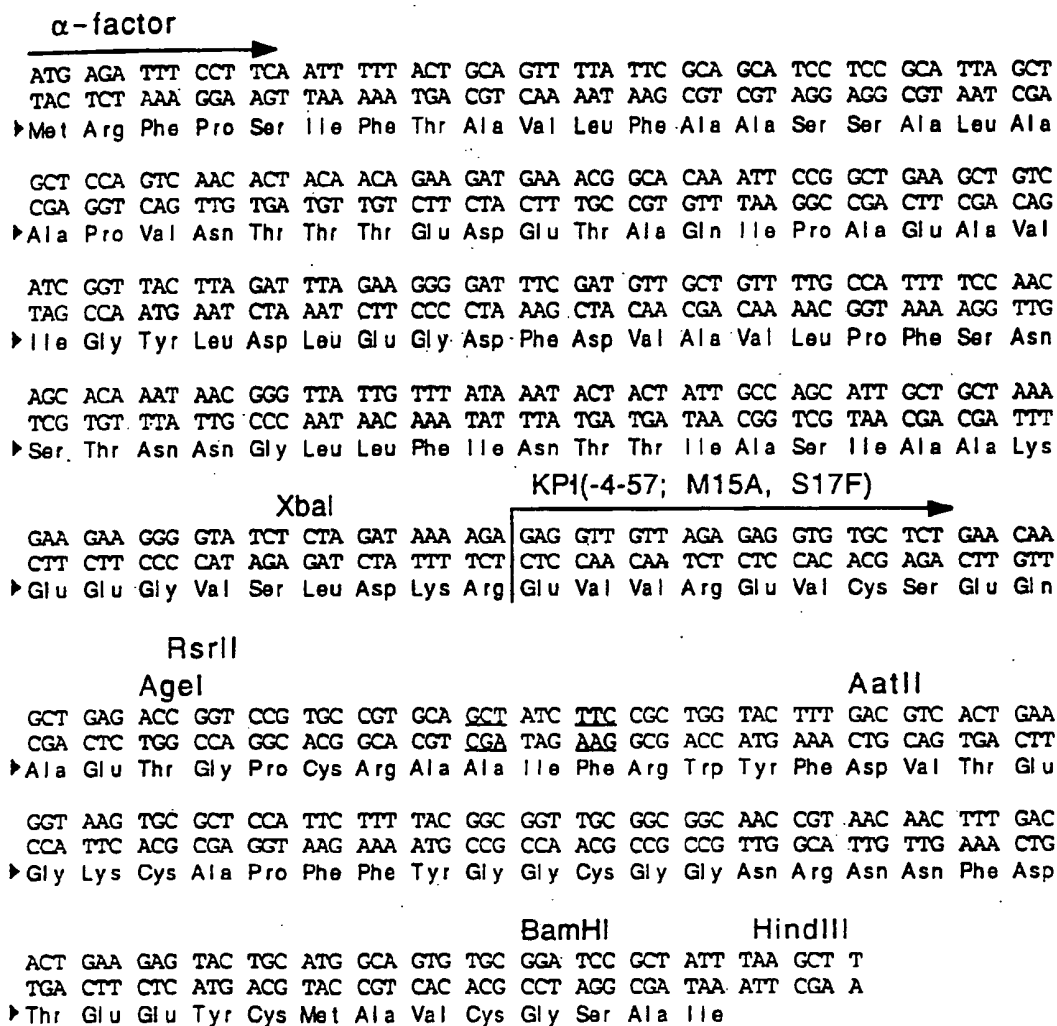 α-factor
ATG AGA TTT CCT TCA ATT TTT ACT GCA GTT TTA TTC GCA GCA TCC TCC GCA TTA GCT
TAC TCT AAA GGA AGT TAA AAA TGA CGT CAA AAT AAG CGT CGT AGG AGG CGT AAT CGA
Met Arg Phe Pro Ser Ile Phe Thr Ala Val Leu Phe Ala Ala Ser Ser Ala Leu Ala
GCT CCA GTC AAC ACT ACA ACA GAA GAT GAA ACG GCA CAA ATT CCG GCT GAA GCT GTC
CGA GGT CAG TTG TGA TGT TGT CTT CTA CTT TGC CGT GTT TAA GGC CGA CTT CGA CAG
Ala Pro Val Asn Thr Thr Thr Glu Asp Glu Thr Ala Gln Ile Pro Ala Glu Ala Val
ATC GGT TAC TTA GAT TTA GAA GGG GAT TTC GAT GTT GCT GTT TTG CCA TTT TCC AAC
TAG CCA ATG AAT CTA AAT CTT CCC CTA AAG CTA CAA CGA CAA AAC GGT AAA AGG TTG
Ile Gly Tyr Leu Asp Leu Glu Gly Asp Phe Asp Val Ala Val Leu Pro Phe Ser Asn
AGC ACA AAT AAC GGG TTA TTG TTT ATA AAT ACT ACT ATT GCC AGC ATT GCT GCT AAA
TCG TGT TTA TTG CCC AAT AAC AAA TAT TTA TGA TGA TAA CGG TCG TAA CGA CGA TTT
Ser Thr Asn Asn Gly Leu Leu Phe Ile Asn Thr Thr Ile Ala Ser Ile Ala Ala Lys
XbaI KPI(-4-57; M15A, S17F)
GAA GAA GGG GTA TCT CTA GAT AAA AGA GAG GTT GTT AGA GAG GTG TGC TCT GAA CAA
CTT CTT CCC CAT AGA GAT CTA TTT TCT CTC CAA CAA TCT CTC CAC ACG AGA CTT GTT
Glu Glu Gly Val Ser Leu Asp Lys Arg Glu Val Val Arg Glu Val Cys Ser Glu Gln
RsrII
AgeI AatII
GCT GAG ACC GGT CCG TGC CGT GCA GCT ATC TTC CGC TGG TAC TTT GAC GTC ACT GAA
CGA CTC TGG CCA GGC ACG GCA CGT CGA TAG AAG GCG ACC ATG AAA CTG CAG TGA CTT
Ala Glu Thr Gly Pro Cys Arg Ala Ala Ile Phe Arg Trp Tyr Phe Asp Val Thr Glu
GGT AAG TGC GCT CCA TTC TTT TAC GGC GGT TGC GGC GGC AAC CGT AAC AAC TTT GAC
CCA TTC ACG CGA GGT AAG AAA ATG CCG CCA ACG CCG CCG TTG GCA TTG TTG AAA CTG
Gly Lys Cys Ala Pro Phe Phe Tyr Gly Gly Cys Gly Gly Asn Arg Asn Asn Phe Asp
BamHI HindIII
ACT GAA GAG TAC TGC ATG GCA GTG TGC GGA TCC GCT ATT TAA GCT T
TGA CTT CTC ATG ACG TAC CGT CAC ACG CCT AGG CGA TAA ATT CGA A
Thr Glu Glu Tyr Cys Met Ala Val Cys Gly Ser Ala Ile